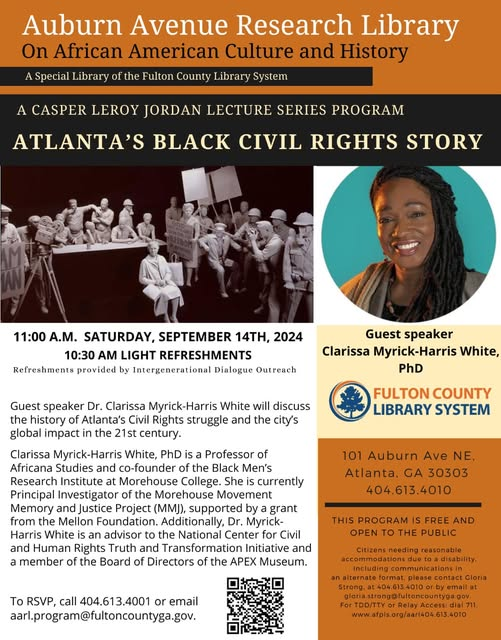 Auburn Avenue Research Library
On African American Culture and History
A Special Library of the Fulton County Library System
A CASPER LEROY JORDAN LECTURE SERIES PROGRAM
ATLANTA'S BLACK CIVIL RIGHTS STORY
11:00 A.M. SATURDAY, SEPTEMBER 14TH, 2024
10:30 AM LIGHT REFRESHMENTS
Refreshments provided by Intergenerational Dialogue Outreach
Guest speaker Dr. Clarissa Myrick-Harris White will discuss
the history of Atlanta's Civil Rights struggle and the city's
global impact in the 21st century.
Clarissa Myrick-Harris White, PhD is a Professor of
Africana Studies and co-founder of the Black Men's
Research Institute at Morehouse College. She is currently
Principal Investigator of the Morehouse Movement
Memory and Justice Project (MMJ), supported by a grant
from the Mellon Foundation. Additionally, Dr. Myrick-
Harris White is an advisor to the National Center for Civil
and Human Rights Truth and Transformation Initiative and
a member of the Board of Directors of the APEX Museum.
To RSVP, call 404.613.4001 or email
aarl.program@fultoncountyga.gov.
Guest speaker
Clarissa Myrick-Harris White,
PhD
FULTON COUNTY
LIBRARY SYSTEM
101 Auburn Ave NE,
Atlanta, GA 30303
404.613.4010
THIS PROGRAM IS FREE AND
OPEN TO THE PUBLIC
Citizens needing reasonable
accommodations due to a disability,
including communications in
an alternate format, please contact Gloria
Strong, at 404.613.4010 or by email at
gloria.strong@fultoncountyga.gov.
For TDD/TTY or Relay Access: dial 711.
www.afpls.org/aarl404.613.4010